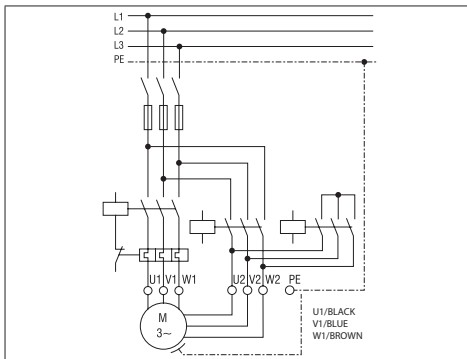 L1
L2
L3
PE
U1 V1 W1
U2 V2 W2
PE
M
3~
U1/BLACK
V1/BLUE
W1/BROWN